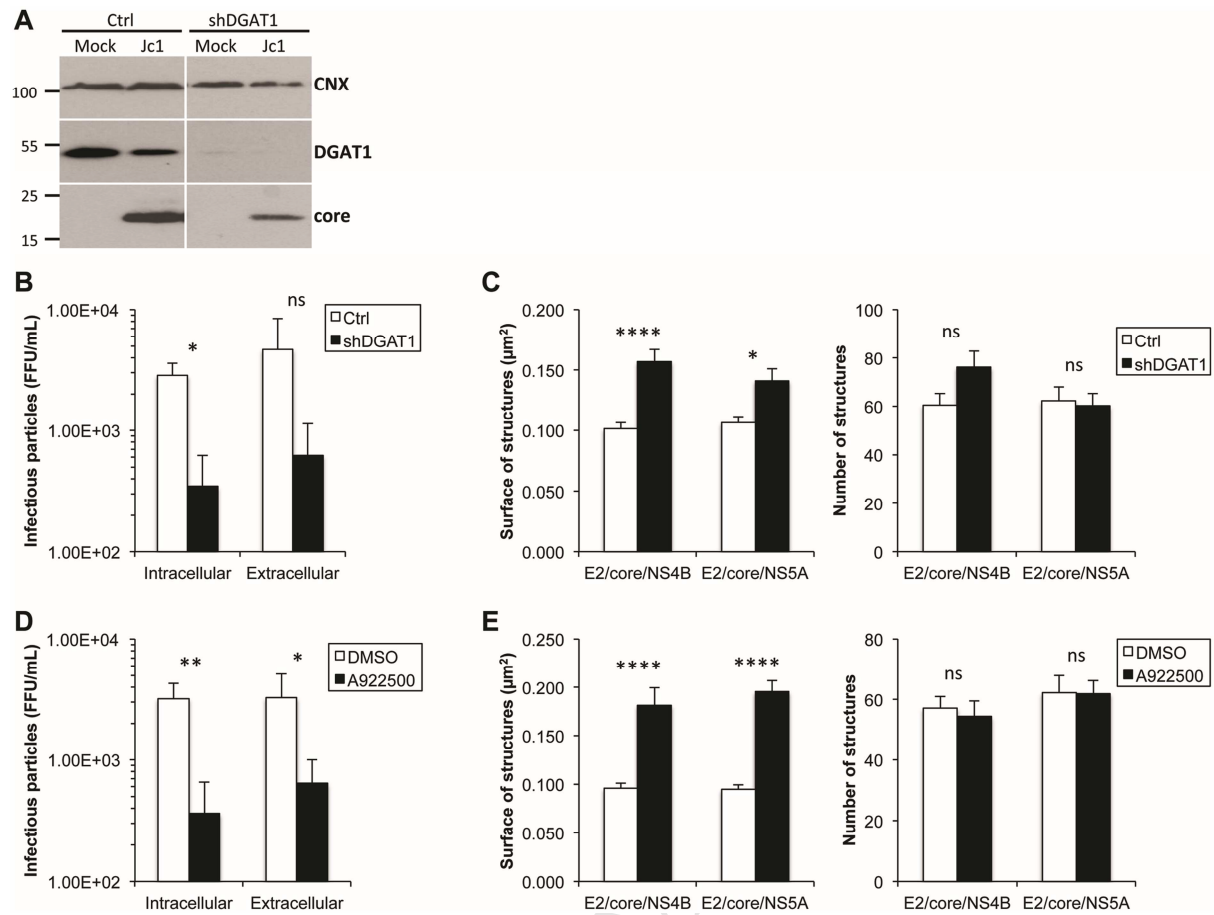 A
Ctrl shDGAT1
Mock Jc1 Mock Jc1
100 CNX
55 DGAT1
25 core
15
B
Infectious particles (FFU/mL)
1.00E+04
1.00E+03
1.00E+02
* ns
Ctrl
shDGAT1
Intracellular Extracellular
C
Surface of structures (µm²)
0.200
0.150
0.100
0.050
0.000
**** *
E2/core/NS4B E2/core/NS5A
Number of structures
100
80
60
40
20
0
ns ns
Ctrl
shDGAT1
E2/core/NS4B E2/core/NS5A
D
Infectious particles (FFU/mL)
1.00E+04
1.00E+03
1.00E+02
** *
DMSO
A922500
Intracellular Extracellular
E
Surface of structures (µm²)
0.250
0.200
0.150
0.100
0.050
0.000
**** ****
E2/core/NS4B E2/core/NS5A
Number of structures
80
60
40
20
0
ns ns
DMSO
A922500
E2/core/NS4B E2/core/NS5A